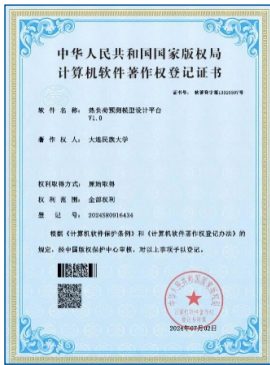 中华人民共和国国家版权局
计算机软件著作权登记证书
证书号：
软件名称：热负荷预测模型设计平台
V1.0
著作权人：大连民族大学
权利取得方式：原始取得
权利范围：全部权利
登记号：2024SR0916434
根据《计算机软件保护条例》和《计算机软件著作权登记办法》的
规定，经中国版权保护中心审核，对以上事项予以登记。
2024年07月02日